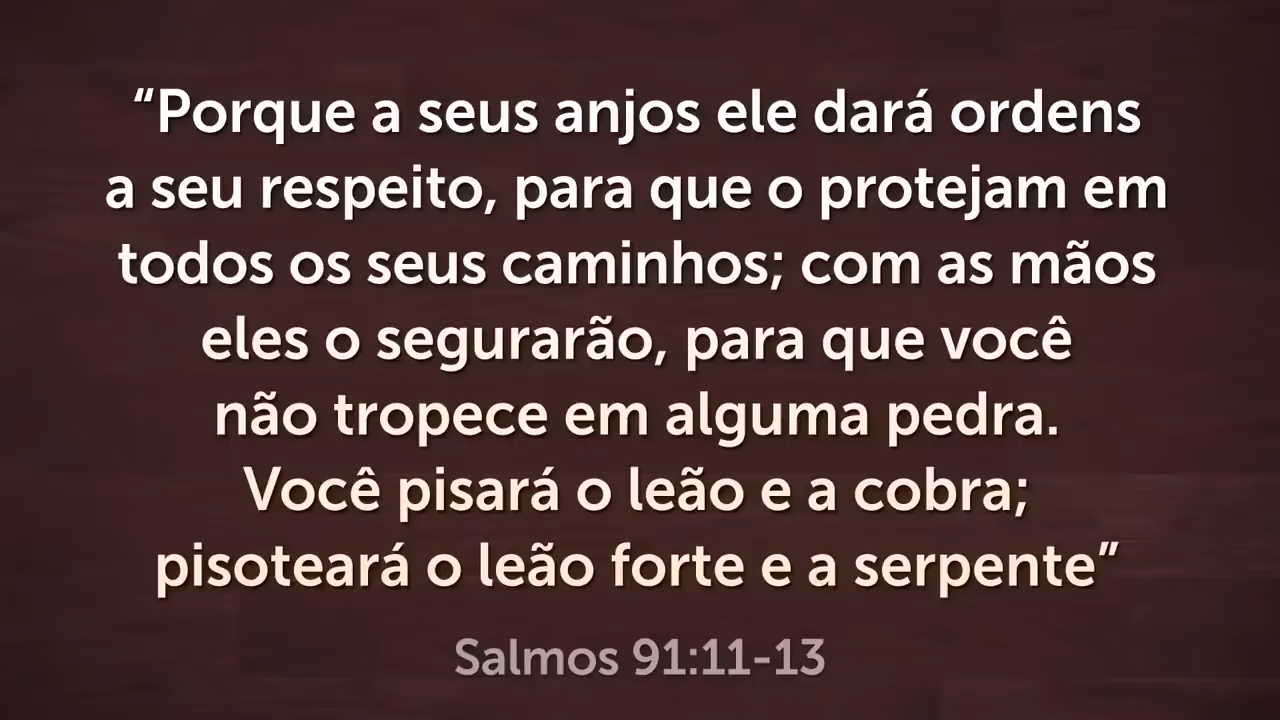 “Porque a seus anjos ele dará ordens
a seu respeito, para que o protejam em
todos os seus caminhos; com as mãos
eles o segurarão, para que você
não tropece em alguma pedra.
Você pisará o leão e a cobra;
pisoteará o leão forte e a serpente”
Salmos 91:11-13